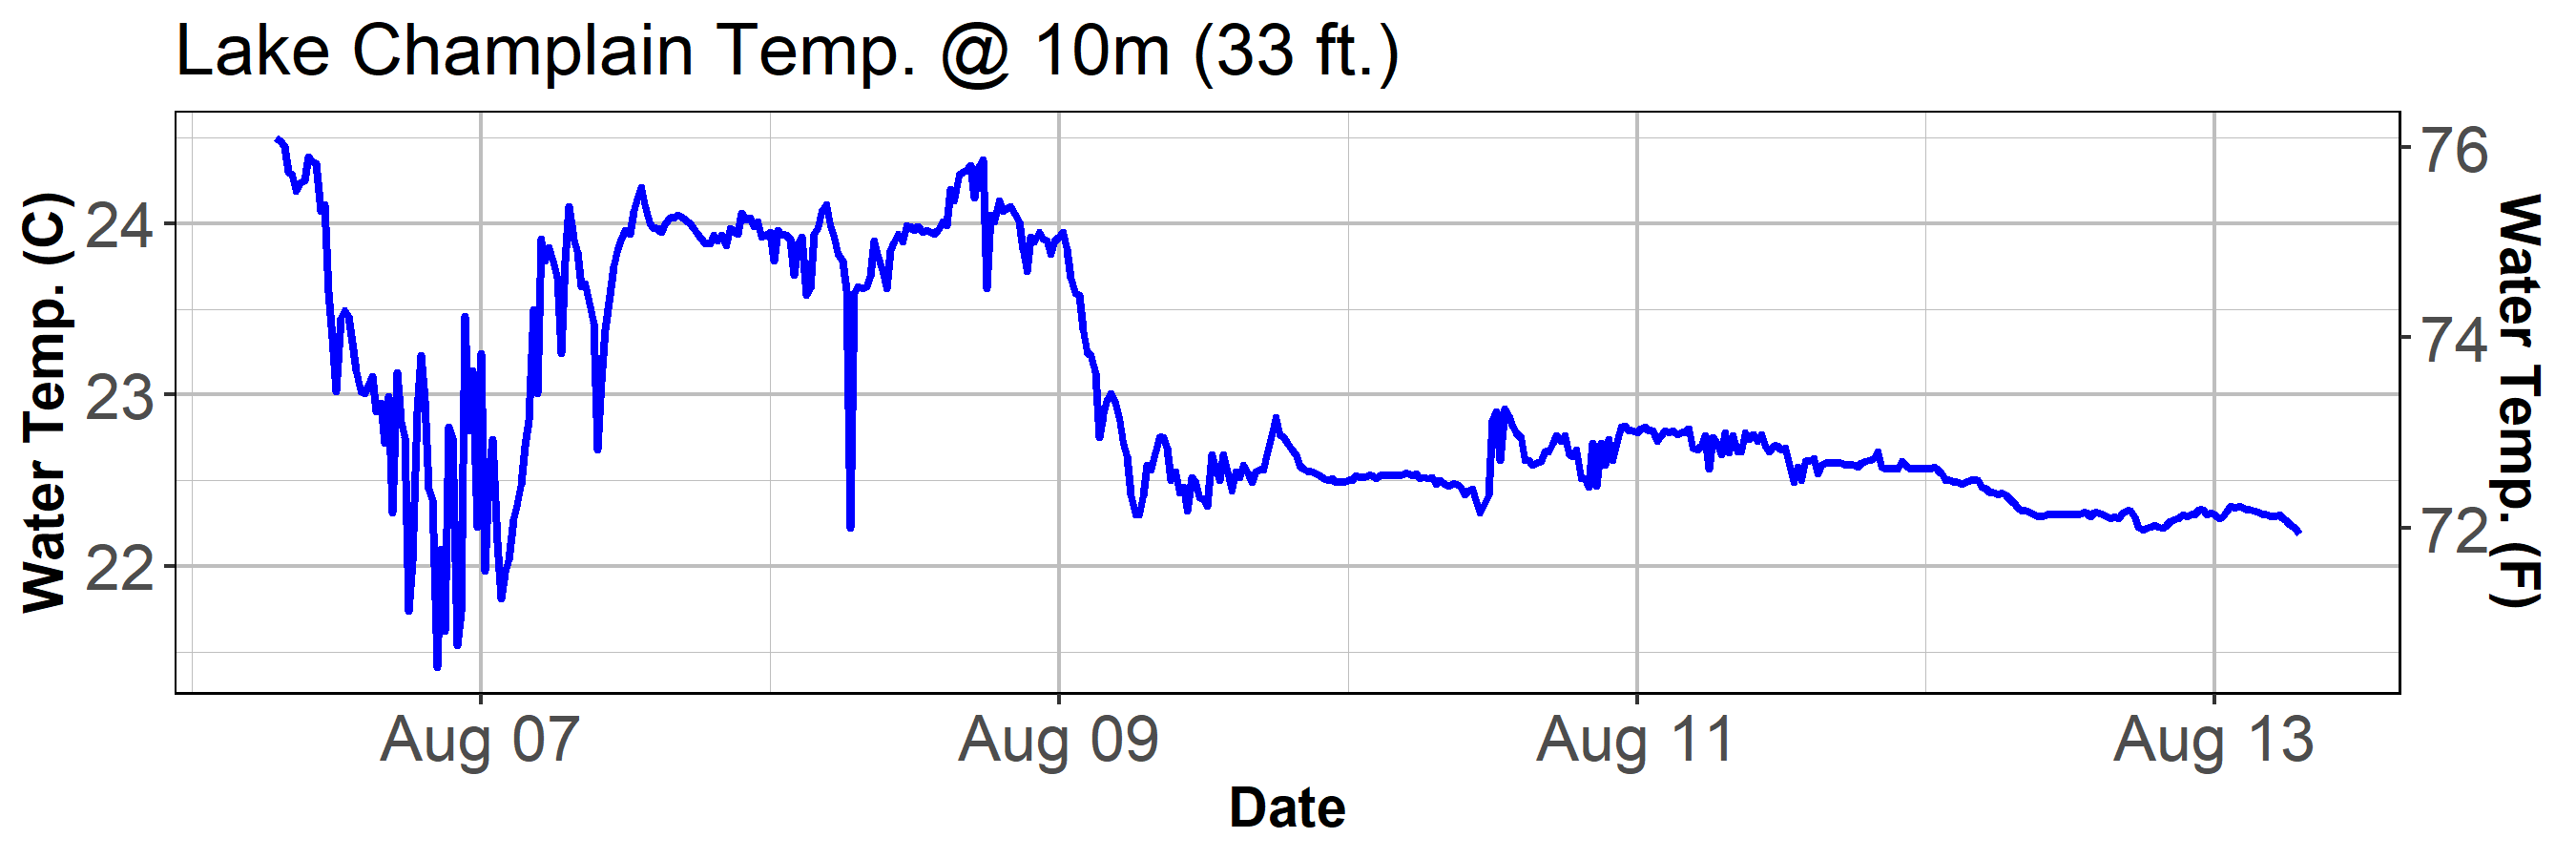 Lake Champlain Temp. @ 10m (33 ft.)
Water Temp. (C)
24
23
22
76
74
72
Water Temp. (F)
Aug 07
Aug 09
Aug 11
Aug 13
Date